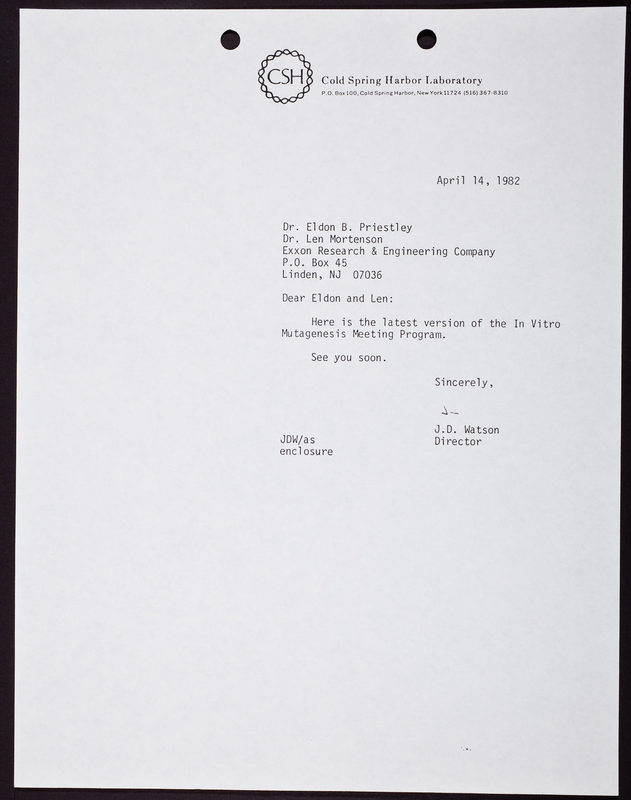 CSH
Cold Spring Harbor Laboratory
P.O. Box 100, Cold Spring Harbor, New York 11724 (516) 367-8310
April 14, 1982
Dr. Eldon B. Priestley
Dr. Len Mortenson
Exxon Research & Engineering Company
P.O. Box 45
Linden, NJ  07036
Dear Eldon and Len:
Here is the latest version of the In Vitro
Mutagenesis Meeting Program.
See you soon.
Sincerely,
J.D. Watson
Director
JDW/as
enclosure